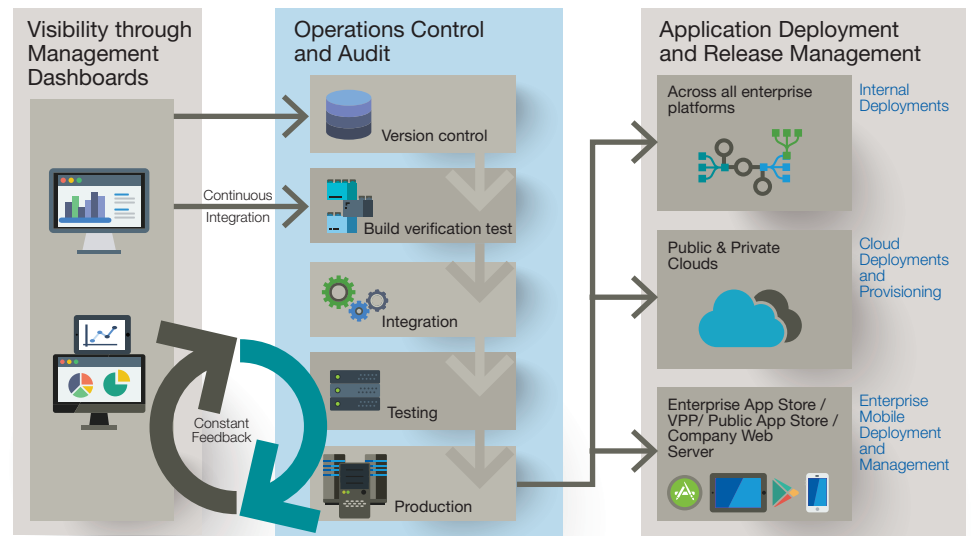 Visibility through
Management
Dashboards
Continuous
Integration
Constant
Feedback
Operations Control
and Audit
Version control
Build verification test
Integration
Testing
Production
Application Deployment
and Release Management
Across all enterprise
platforms
Internal
Deployments
Public & Private
Clouds
Cloud
Deployments
and
Provisioning
Enterprise App Store /
VPP/ Public App Store /
Company Web
Server
Enterprise
Mobile
Deployment
and
Management